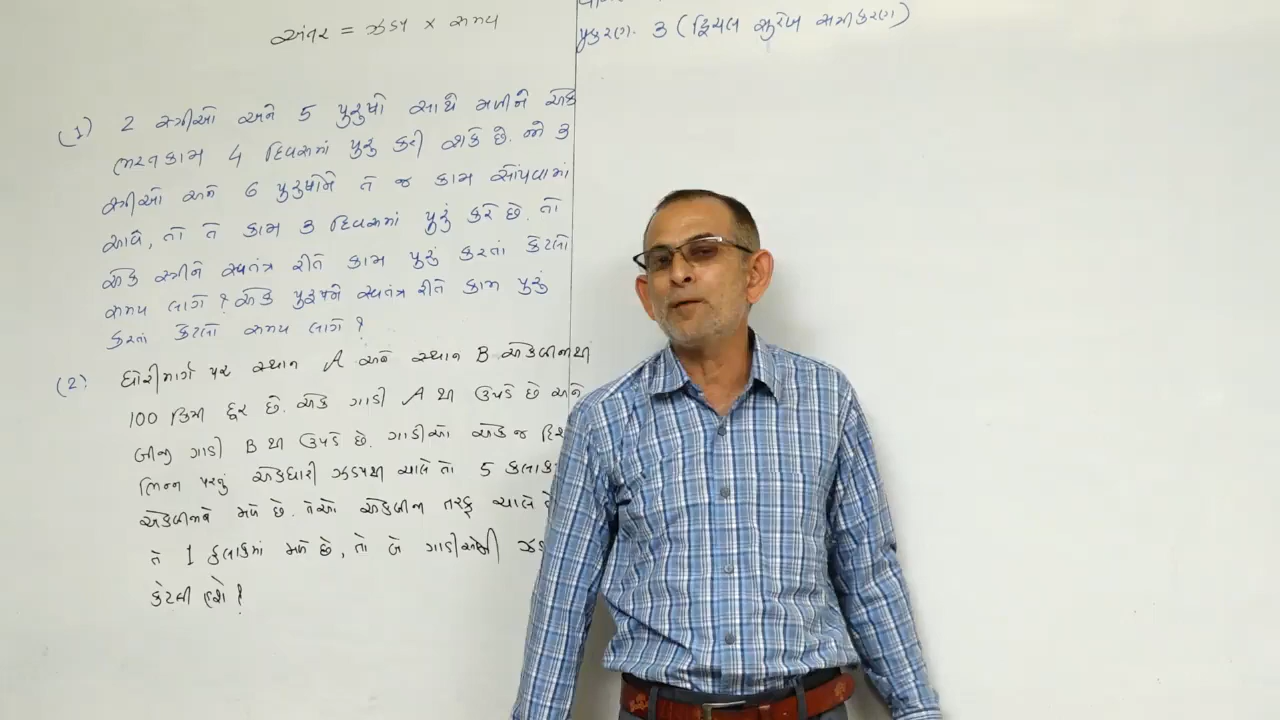 અંતર = ઝડપ × સમય
પ્રકરણ. 3 (દ્વિચલ સુરેખ સમીકરણ)
(1) 2 સ્ત્રીઓ અને 5 પુરુષો સાથે મળીને એક
ભરતકામ 4 દિવસમાં પુરું કરી શકે છે. જો 3
સ્ત્રીઓ અને 6 પુરુષોને તે જ કામ સોંપવામાં
આવે, તો તે કામ 3 દિવસમાં પુરું કરે છે. તો
એક સ્ત્રીને સ્વતંત્ર રીતે કામ પુરું કરતાં કેટલો
સમય લાગે ? એક પુરુષને સ્વતંત્ર રીતે કામ પુરું
કરતાં કેટલો સમય લાગે ?
(2). ધોરીમાર્ગ પર સ્થાન A અને સ્થાન B એકબીજાથી
100 કિમી દૂર છે. એક ગાડી A થી ઉપડે છે અને
બીજી ગાડી B થી ઉપડે છે. ગાડીઓ એક જ
ભિન્ન પરંતુ એકધારી ઝડપથી ચાલે તો 5
એકબીજાને મળે છે. તેઓ એકબીજા તરફ ચાલે
તે 1 કલાકમાં મળે છે, તો બે ગાડીઓની
કેટલી હશે ?